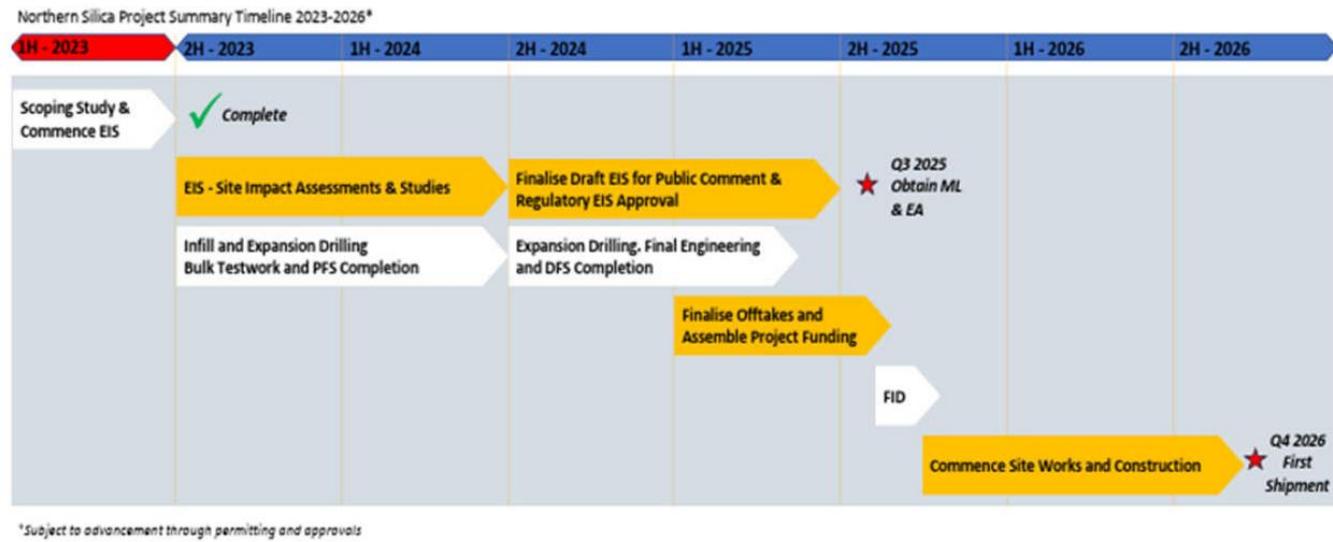 Northern Silica Project Summary Timeline 2023-2026*
1H - 2023
2H - 2023
1H - 2024
2H - 2024
1H - 2025
2H - 2025
1H - 2026
2H - 2026
Scoping Study &
Commence EIS
Complete
EIS - Site Impact Assessments & Studies
Finalise Draft EIS for Public Comment &
Regulatory EIS Approval
Q3 2025
Obtain ML
& EA
Infill and Expansion Drilling
Bulk Testwork and PFS Completion
Expansion Drilling. Final Engineering
and DFS Completion
Finalise Offtakes and
Assemble Project Funding
FID
Commence Site Works and Construction
Q4 2026
First
Shipment
*Subject to advancement through permitting and approvals